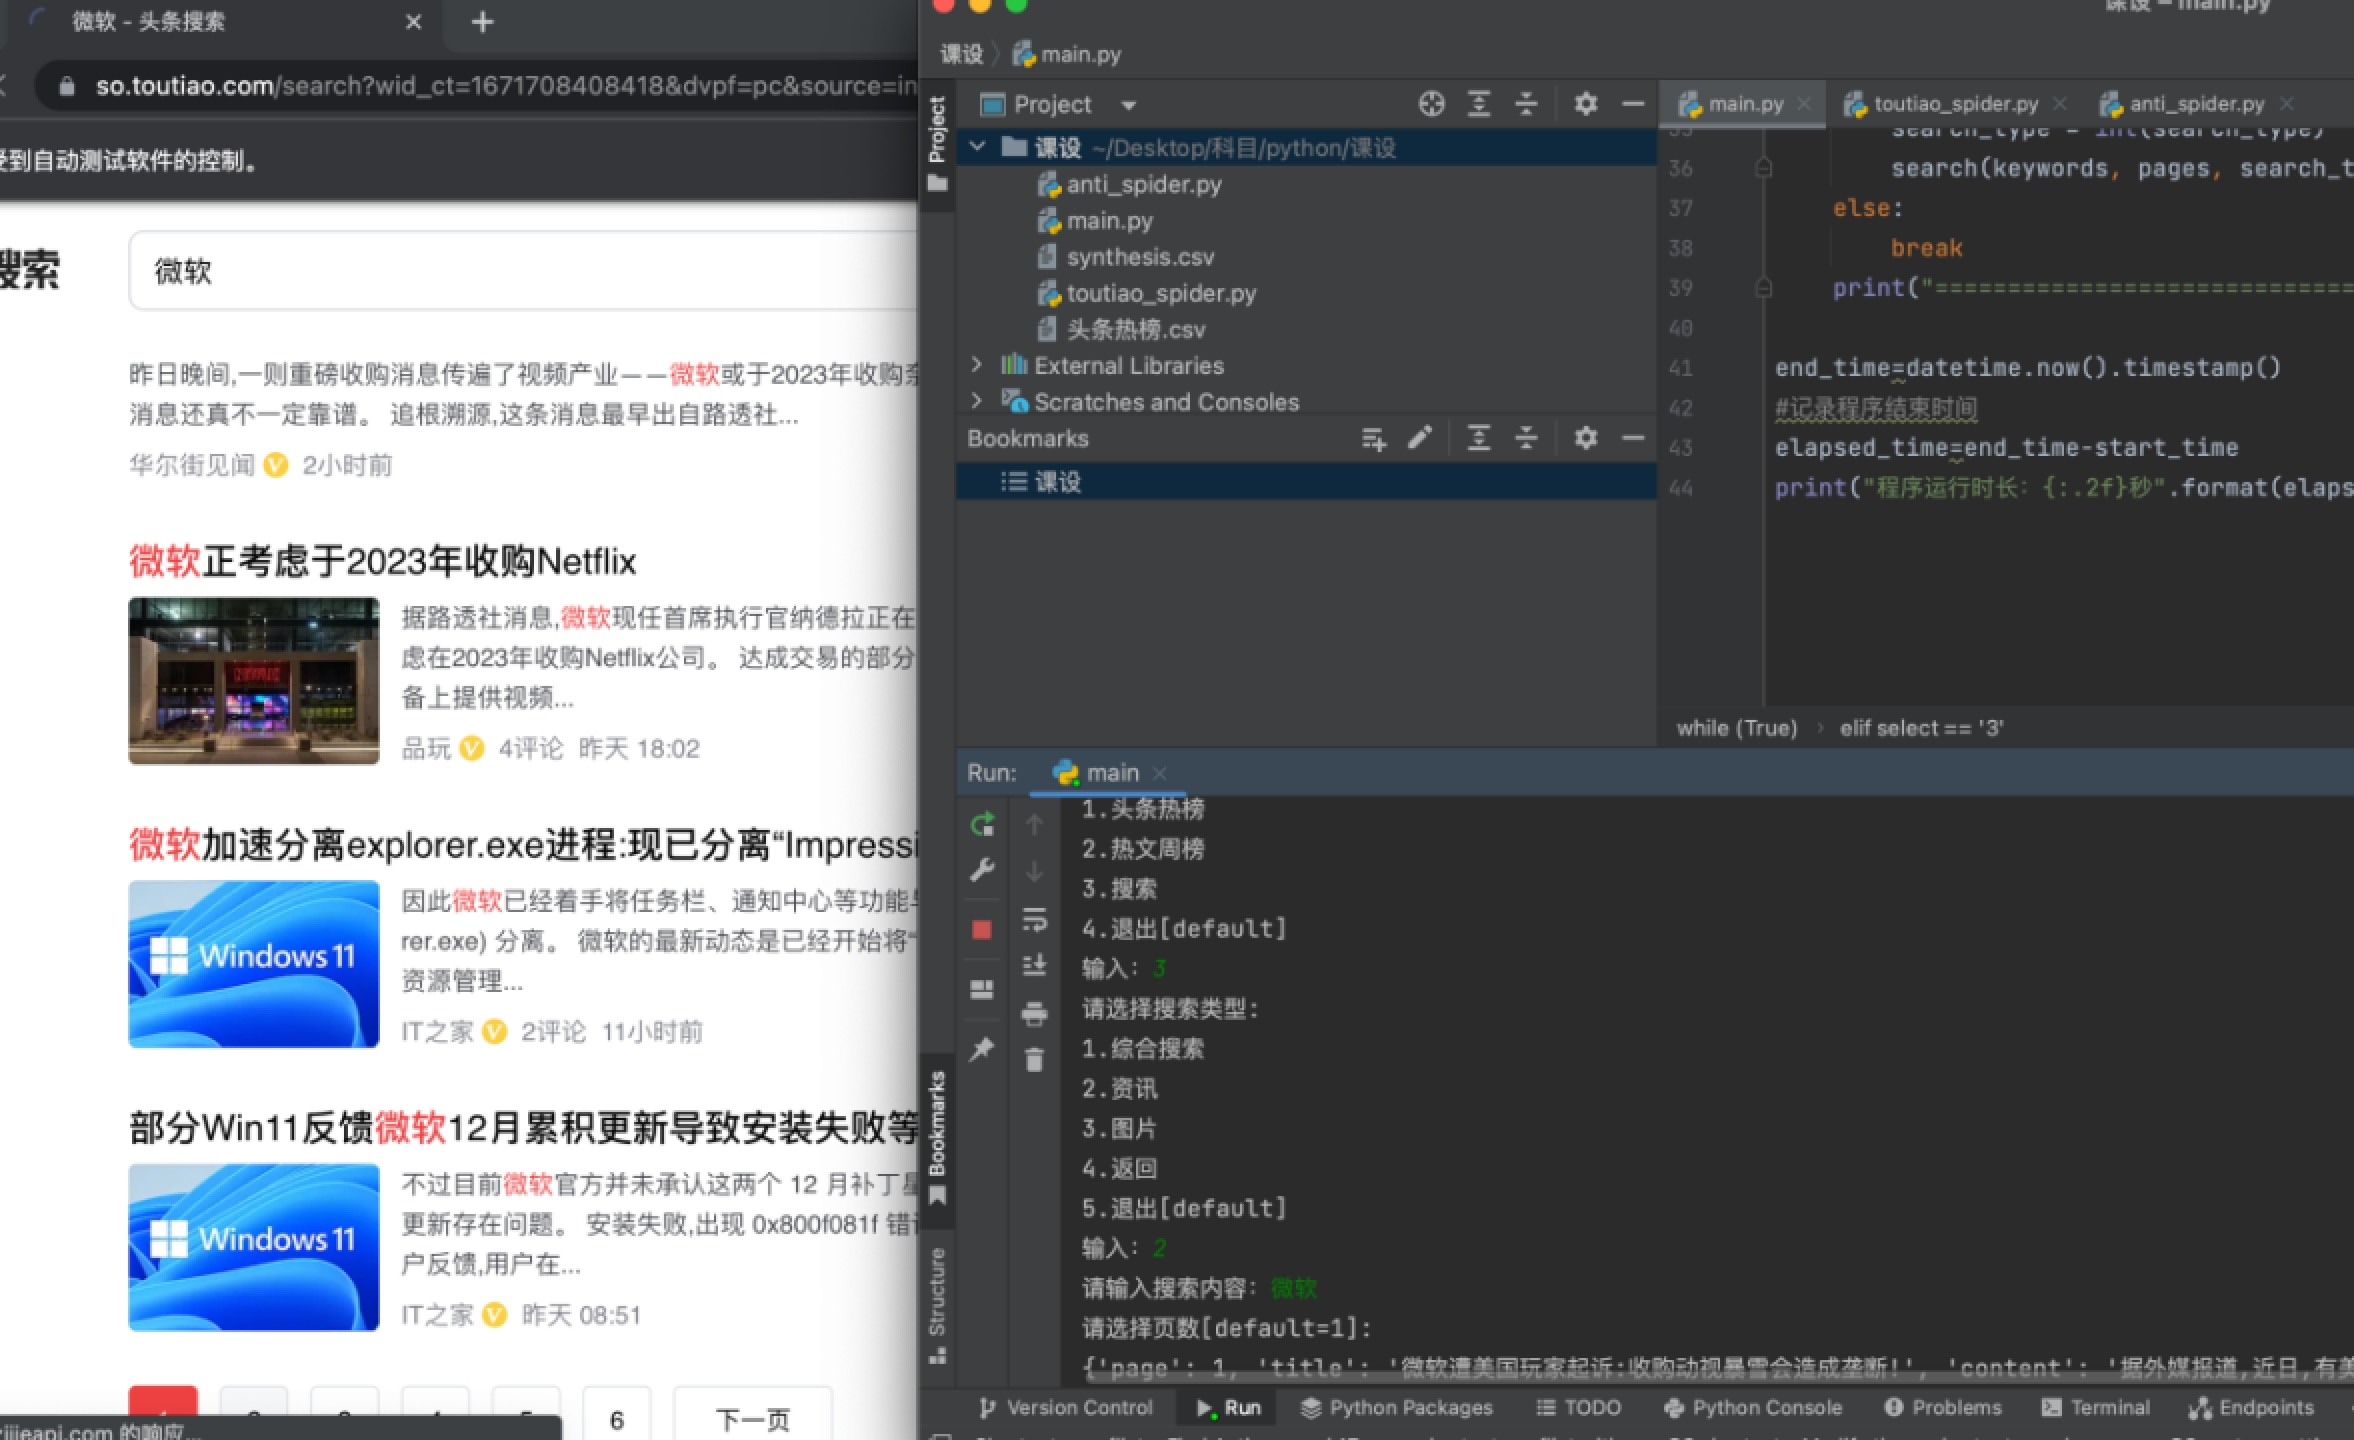 微软 - 头条搜索
so.toutiao.com/search?wid_ct=1671708408418&dvpf=pc&source=in
受到自动测试软件的控制。
搜索
微软
昨日晚间,一则重磅收购消息传遍了视频产业——微软或于2023年收购奈
消息还真不一定靠谱。 追根溯源,这条消息最早出自路透社...
华尔街见闻 2小时前
微软正考虑于2023年收购Netflix
据路透社消息,微软现任首席执行官纳德拉正在
虑在2023年收购Netflix公司。 达成交易的部分
备上提供视频...
品玩 4评论 昨天 18:02
微软加速分离explorer.exe进程:现已分离“Impressi
Windows 11
因此微软已经着手将任务栏、通知中心等功能与
rer.exe) 分离。 微软的最新动态是已经开始将“
资源管理...
IT之家 2评论 11小时前
部分Win11反馈微软12月累积更新导致安装失败等
Windows 11
不过目前微软官方并未承认这两个 12 月补丁星
更新存在问题。 安装失败,出现 0x800f081f 错
户反馈,用户在...
IT之家 昨天 08:51
6 下一页
zijieapi.com 的响应...
课设 – main.py
课设 main.py
Project
Project
main.py toutiao_spider.py anti_spider.py
课设 ~/Desktop/科目/python/课设
anti_spider.py
main.py
synthesis.csv
toutiao_spider.py
头条热榜.csv
External Libraries
Scratches and Consoles
Bookmarks
课设
35 search_type = int(search_type)
36 search(keywords, pages, search_t
37 else:
38 break
39 print("=============================
40
41 end_time=datetime.now().timestamp()
42 #记录程序结束时间
43 elapsed_time=end_time-start_time
44 print("程序运行时长: {:.2f}秒".format(elaps
while (True) elif select == '3'
Run: main
1.头条热榜
2.热文周榜
3.搜索
4.退出[default]
输入: 3
请选择搜索类型:
1.综合搜索
2.资讯
3.图片
4.返回
5.退出[default]
输入: 2
请输入搜索内容: 微软
请选择页数[default=1]:
{'page': 1, 'title': '微软遭美国玩家起诉:收购动视暴雪会造成垄断!', 'content': '据外媒报道,近日,有美
Bookmarks
Structure
Version Control Run Python Packages TODO Python Console Problems Terminal Endpoints